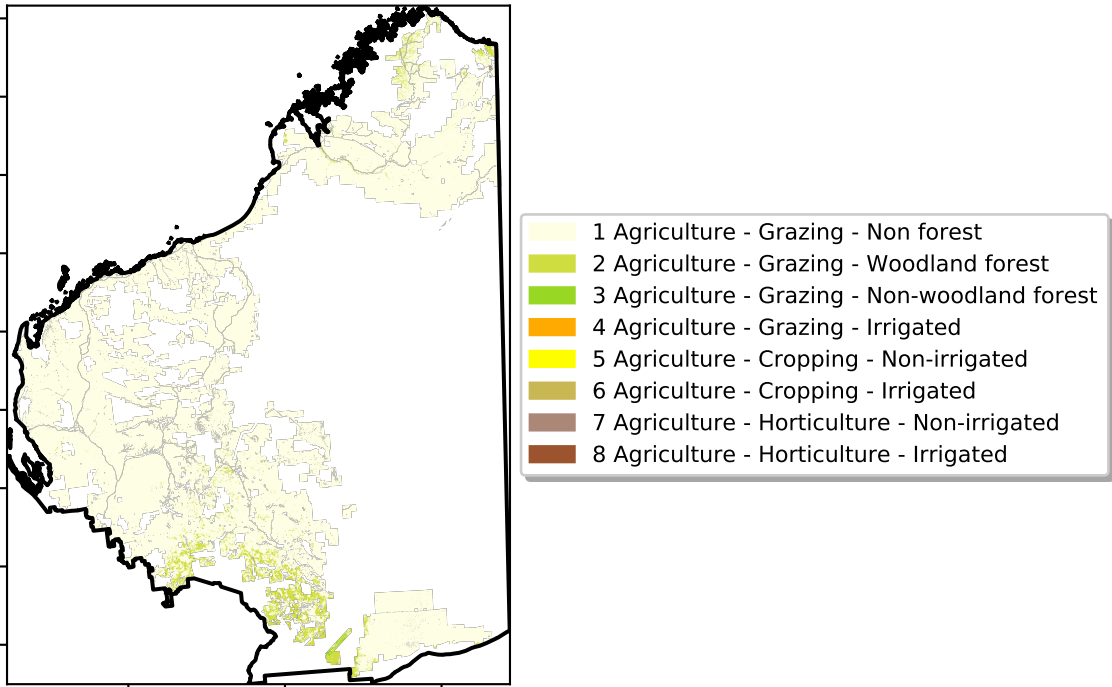 1 Agriculture - Grazing - Non forest
2 Agriculture - Grazing - Woodland forest
3 Agriculture - Grazing - Non-woodland forest
4 Agriculture - Grazing - Irrigated
5 Agriculture - Cropping - Non-irrigated
6 Agriculture - Cropping - Irrigated
7 Agriculture - Horticulture - Non-irrigated
8 Agriculture - Horticulture - Irrigated